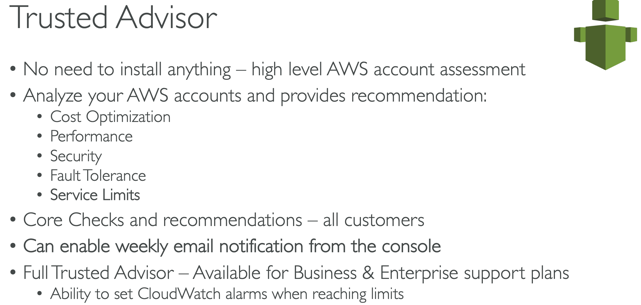 Trusted Advisor
• No need to install anything – high level AWS account assessment
• Analyze your AWS accounts and provides recommendation:
• Cost Optimization
• Performance
• Security
• Fault Tolerance
• Service Limits
• Core Checks and recommendations – all customers
• Can enable weekly email notification from the console
• Full Trusted Advisor – Available for Business & Enterprise support plans
• Ability to set CloudWatch alarms when reaching limits